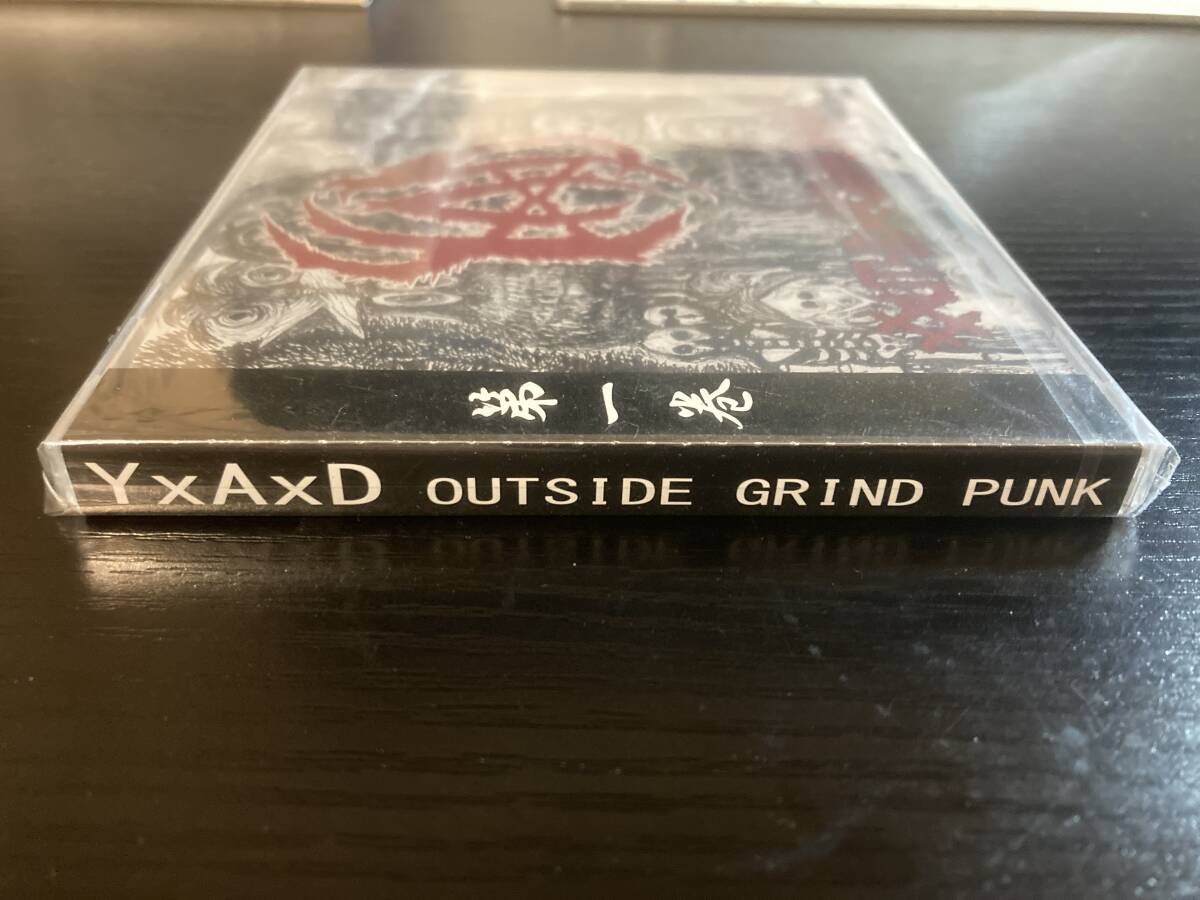 第一巻
YxAxD OUTSIDE GRIND PUNK